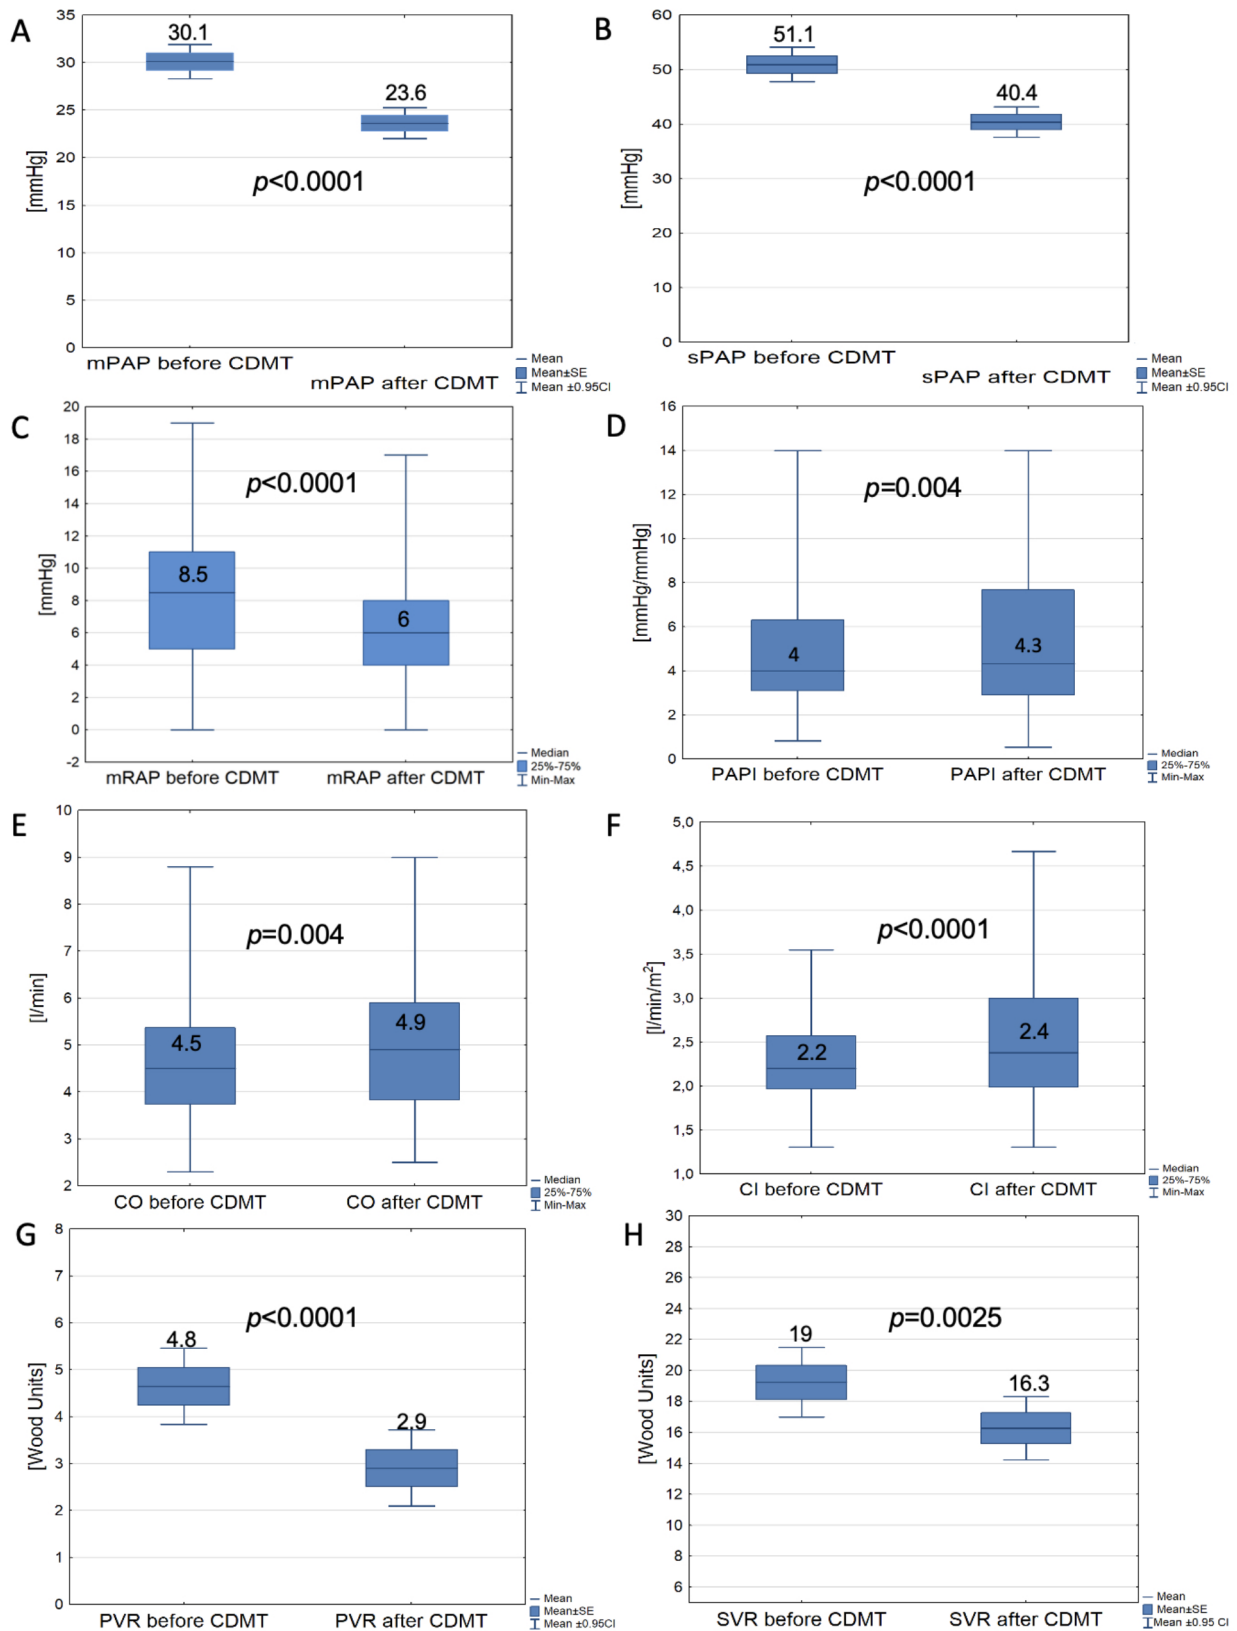 A
35
30
25
20
15
10
5
0
[mmHg]
30.1
23.6
p<0.0001
mPAP before CDMT
mPAP after CDMT
Mean
Mean±SE
Mean ±0.95CI
B
60
50
40
30
20
10
0
[mmHg]
51.1
40.4
p<0.0001
sPAP before CDMT
sPAP after CDMT
Mean
Mean±SE
Mean ±0.95CI
C
20
18
16
14
12
10
8
6
4
2
0
-2
[mmHg]
p<0.0001
8.5
6
mRAP before CDMT
mRAP after CDMT
Median
25%-75%
Min-Max
D
16
14
12
10
8
6
4
2
0
[mmHg/mmHg]
p=0.004
4
4.3
PAPI before CDMT
PAPI after CDMT
Median
25%-75%
Min-Max
E
10
9
8
7
6
5
4
3
2
[l/min]
p=0.004
4.5
4.9
CO before CDMT
CO after CDMT
Median
25%-75%
Min-Max
F
5,0
4,5
4,0
3,5
3,0
2,5
2,0
1,5
1,0
[l/min/m²]
p<0.0001
2.2
2.4
CI before CDMT
CI after CDMT
Median
25%-75%
Min-Max
G
8
7
6
5
4
3
2
1
0
[Wood Units]
p<0.0001
4.8
2.9
PVR before CDMT
PVR after CDMT
Mean
Mean±SE
Mean ±0.95CI
H
30
28
26
24
22
20
18
16
14
12
10
8
6
[Wood Units]
p=0.0025
19
16.3
SVR before CDMT
SVR after CDMT
Mean
Mean±SE
Mean ±0.95 CI